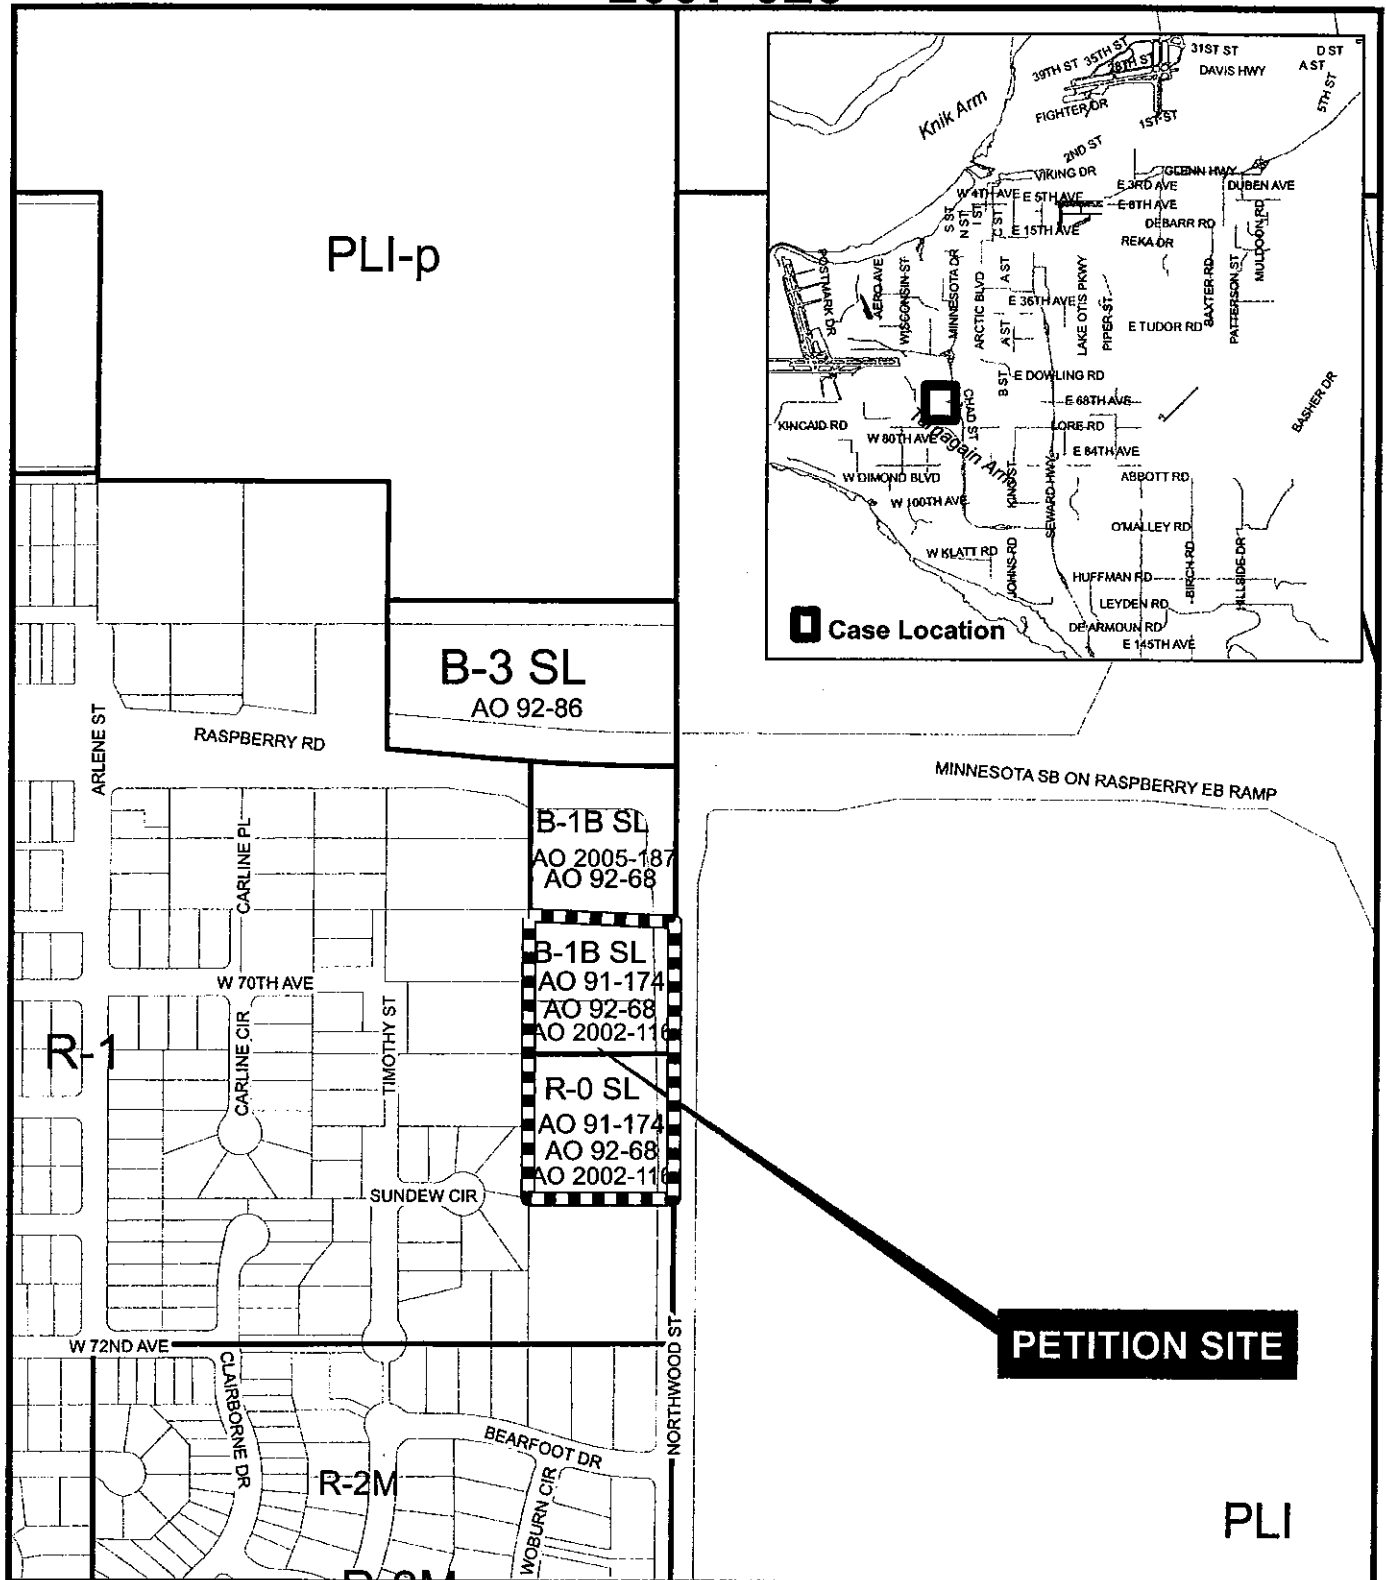 PLI-p
Knik Arm
39TH ST
35TH ST
28TH ST
31ST ST
DAVIS HWY
D ST
A ST
5TH ST
FIGHTER DR
1ST ST
2ND ST
VIKING DR
GLENN HWY
W 4TH AVE
E 5TH AVE
E 3RD AVE
DUBEN AVE
E 8TH AVE
S ST
N ST
I ST
C ST
E 15TH AVE
DEBARR RD
REKA DR
MULDOON RD
POSTMARK DR
AERO AVE
WISCONSIN ST
MINNESOTA DR
ARCTIC BLVD
A ST
E 36TH AVE
LAKE OTIS PKWY
PIPER ST
BAXTER RD
PATTERSON ST
A ST
E TUDOR RD
B ST
E DOWLING RD
CHAD ST
E 68TH AVE
BASHER DR
KINCAID RD
W 80TH AVE
Turnagain Arm
LORE RD
E 84TH AVE
W DIMOND BLVD
KING ST
SEWARD HWY
ABBOTT RD
W 100TH AVE
O'MALLEY RD
W KLATT RD
JOHNS RD
BIRCH RD
HILLSIDE DR
HUFFMAN RD
LEYDEN RD
DE ARMOUN RD
E 145TH AVE
Case Location
B-3 SL
AO 92-86
ARLENE ST
RASPBERRY RD
MINNESOTA SB ON RASPBERRY EB RAMP
CARLINE PL
B-1B SL
AO 2005-187
AO 92-68
W 70TH AVE
B-1B SL
AO 91-174
AO 92-68
AO 2002-116
R-1
CARLINE CIR
TIMOTHY ST
R-0 SL
AO 91-174
AO 92-68
AO 2002-116
SUNDEW CIR
PETITION SITE
W 72ND AVE
NORTHWOOD ST
CLAIRBORNE DR
BEARFOOT DR
R-2M
WOBURN CIR
PLI